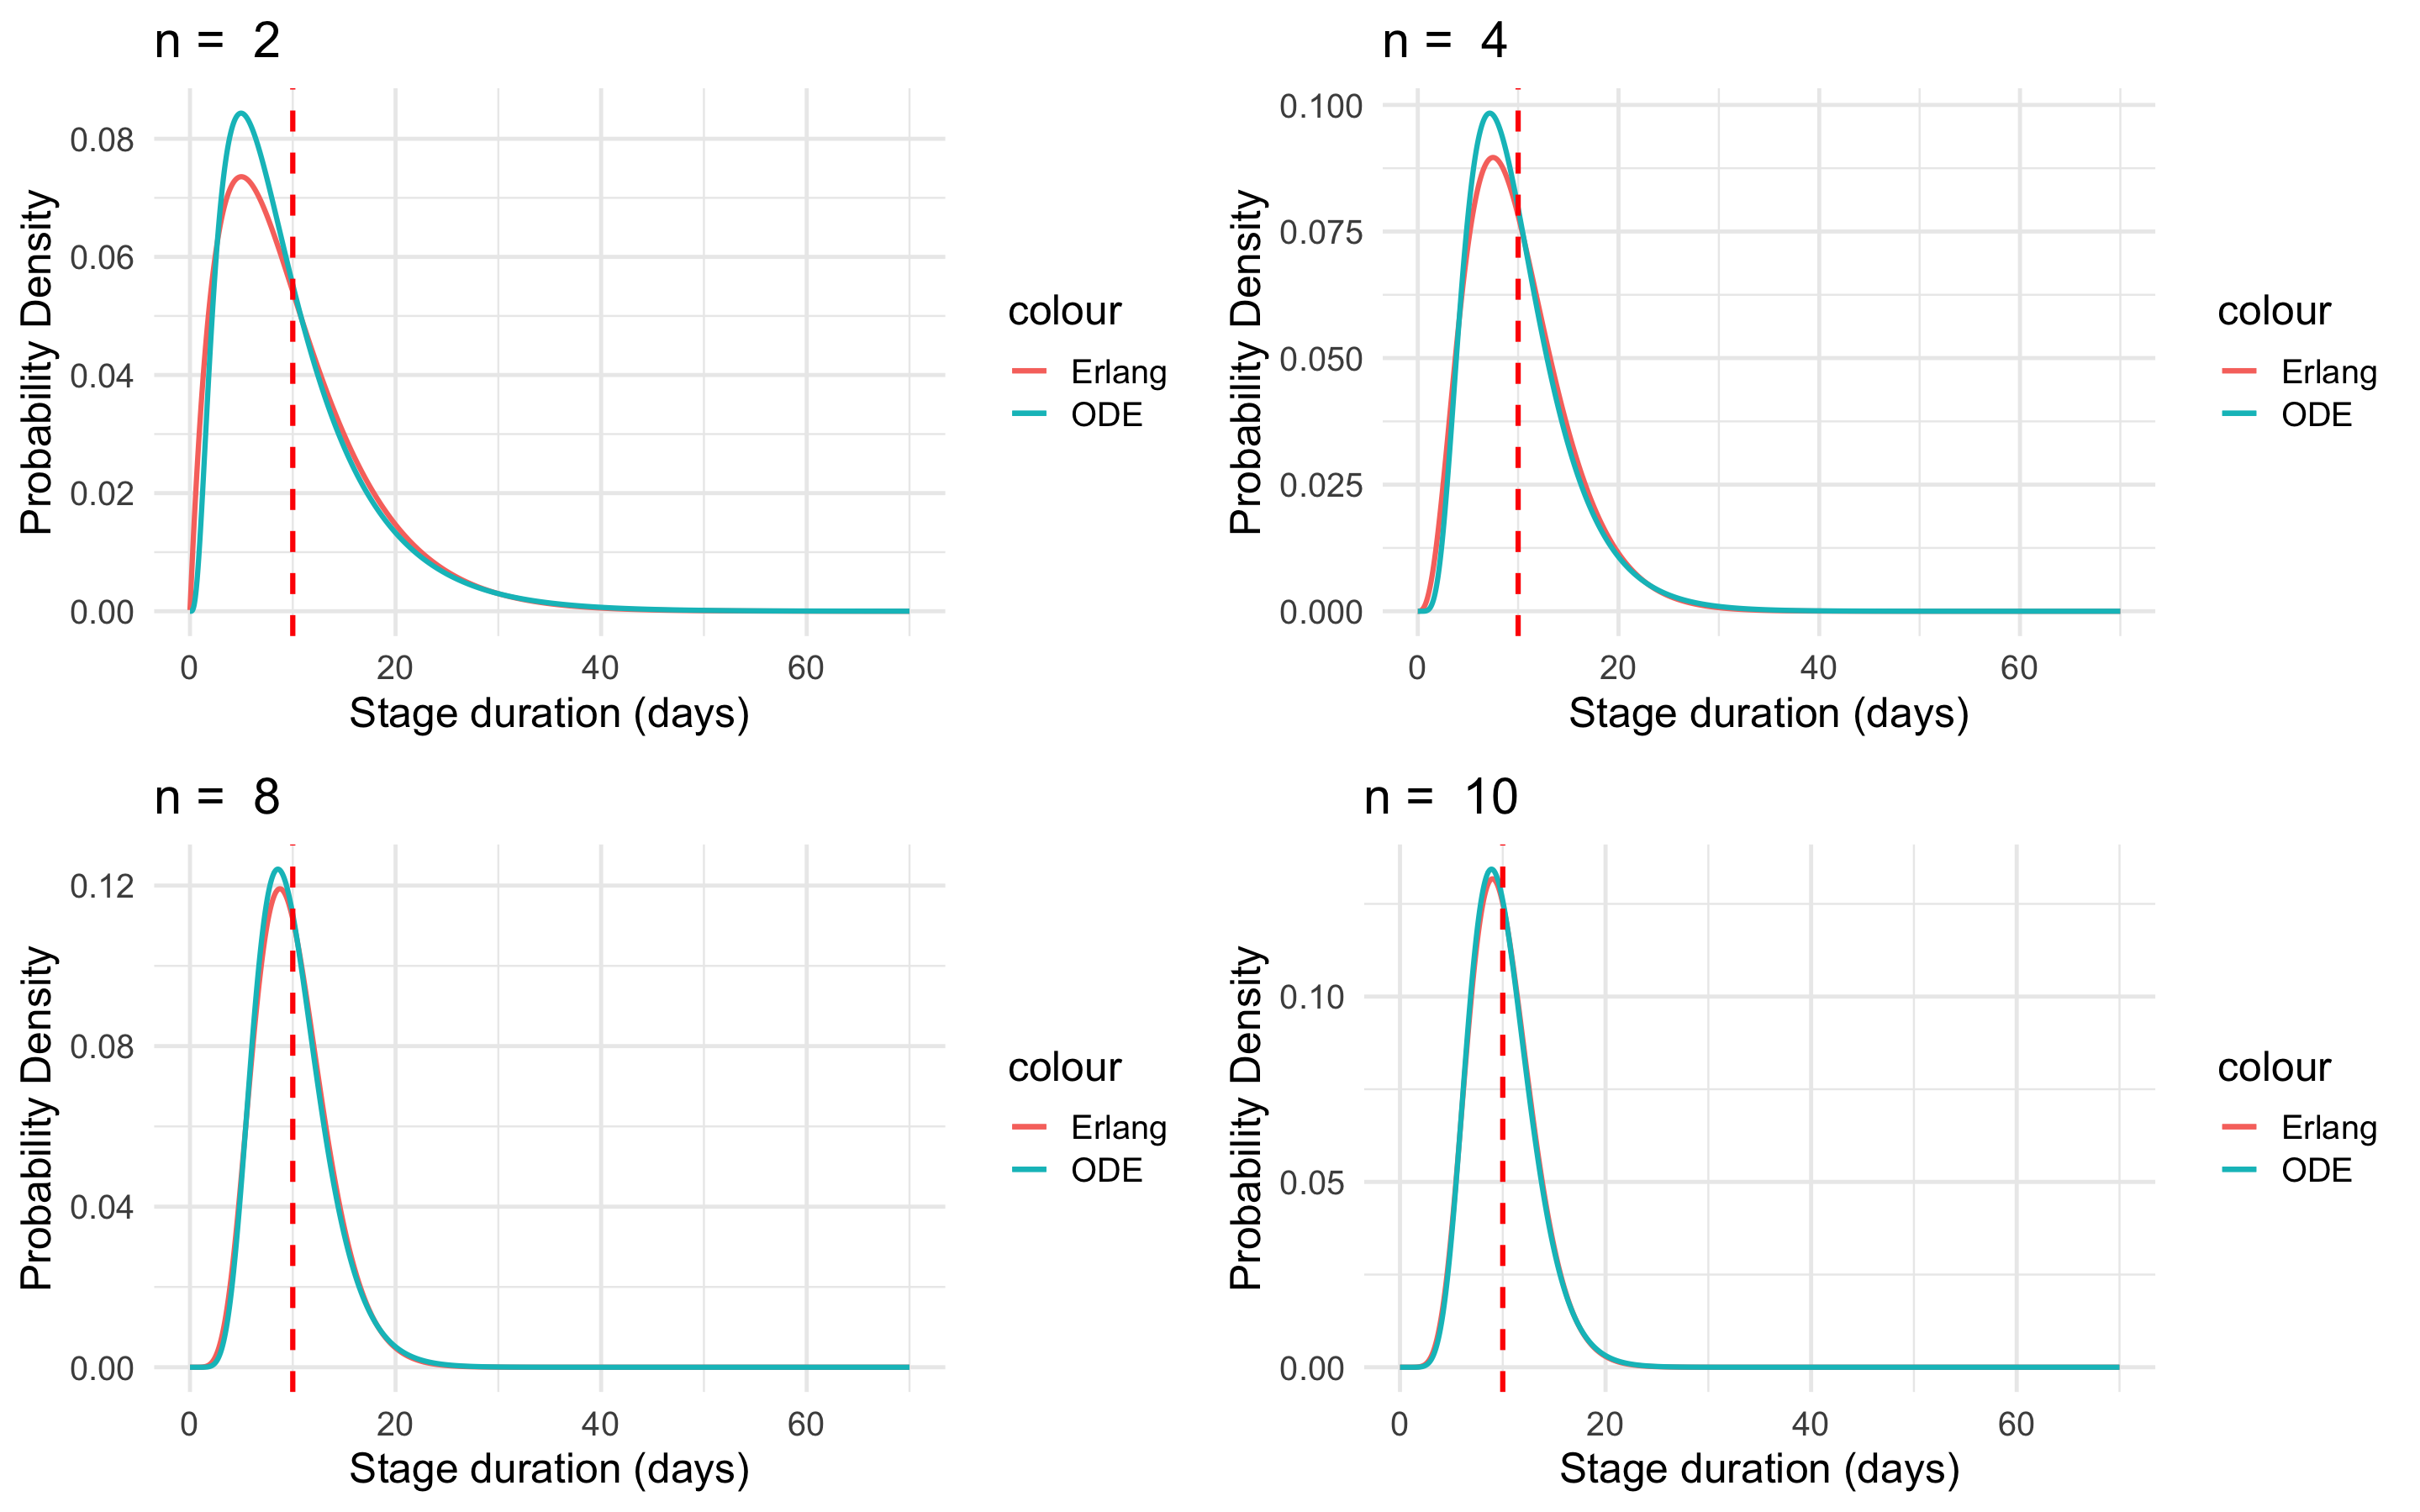 n =  2
0.08
0.06
0.04
0.02
0.00
Probability Density
0
20
40
60
Stage duration (days)
colour
Erlang
ODE
n =  4
0.100
0.075
0.050
0.025
0.000
Probability Density
0
20
40
60
Stage duration (days)
colour
Erlang
ODE
n =  8
0.12
0.08
0.04
0.00
Probability Density
0
20
40
60
Stage duration (days)
colour
Erlang
ODE
n =  10
0.10
0.05
0.00
Probability Density
0
20
40
60
Stage duration (days)
colour
Erlang
ODE